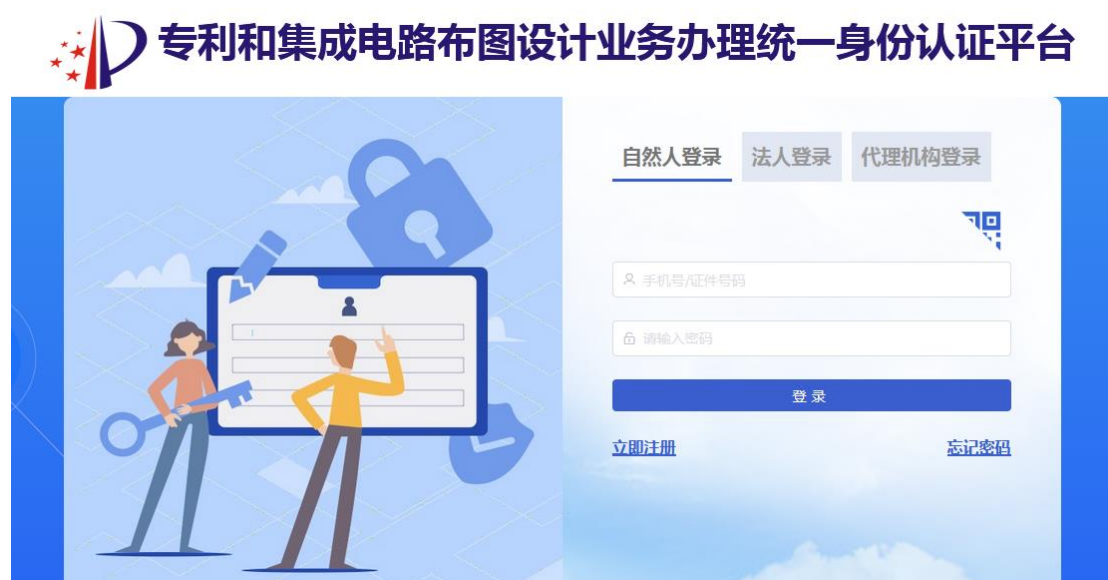 专利和集成电路布图设计业务办理统一身份认证平台
自然人登录 法人登录 代理机构登录
手机号/证件号码
请输入密码
登录
立即注册 忘记密码